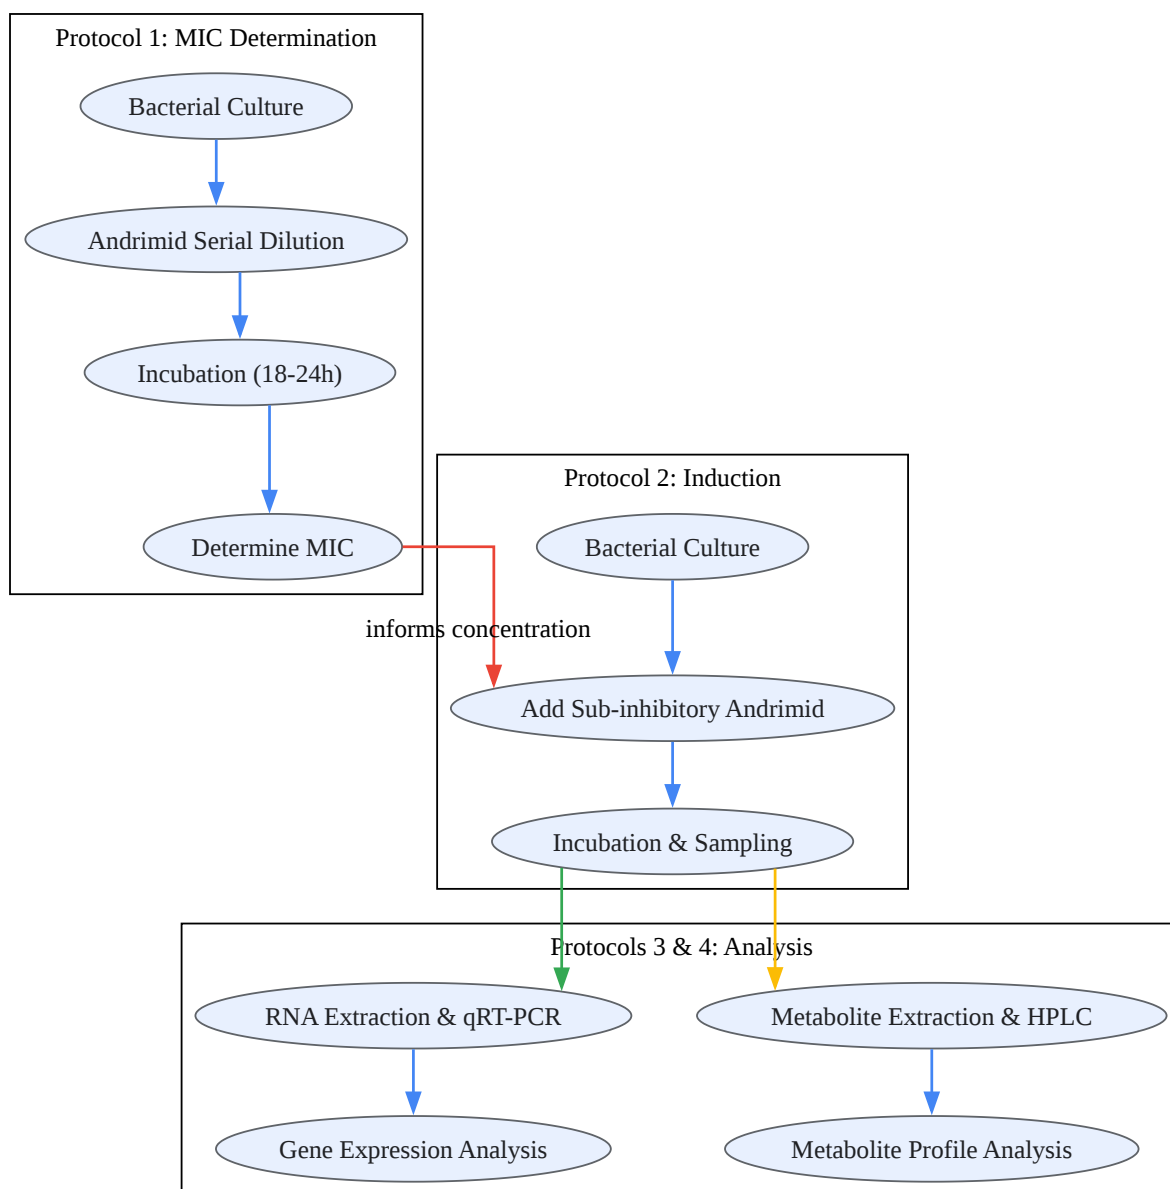 Protocol 1: MIC Determination
Bacterial Culture
Andrimid Serial Dilution
Incubation (18-24h)
Determine MIC
informs concentration
Protocol 2: Induction
Bacterial Culture
Add Sub-inhibitory Andrimid
Incubation & Sampling
Protocols 3 & 4: Analysis
RNA Extraction & qRT-PCR
Metabolite Extraction & HPLC
Gene Expression Analysis
Metabolite Profile Analysis